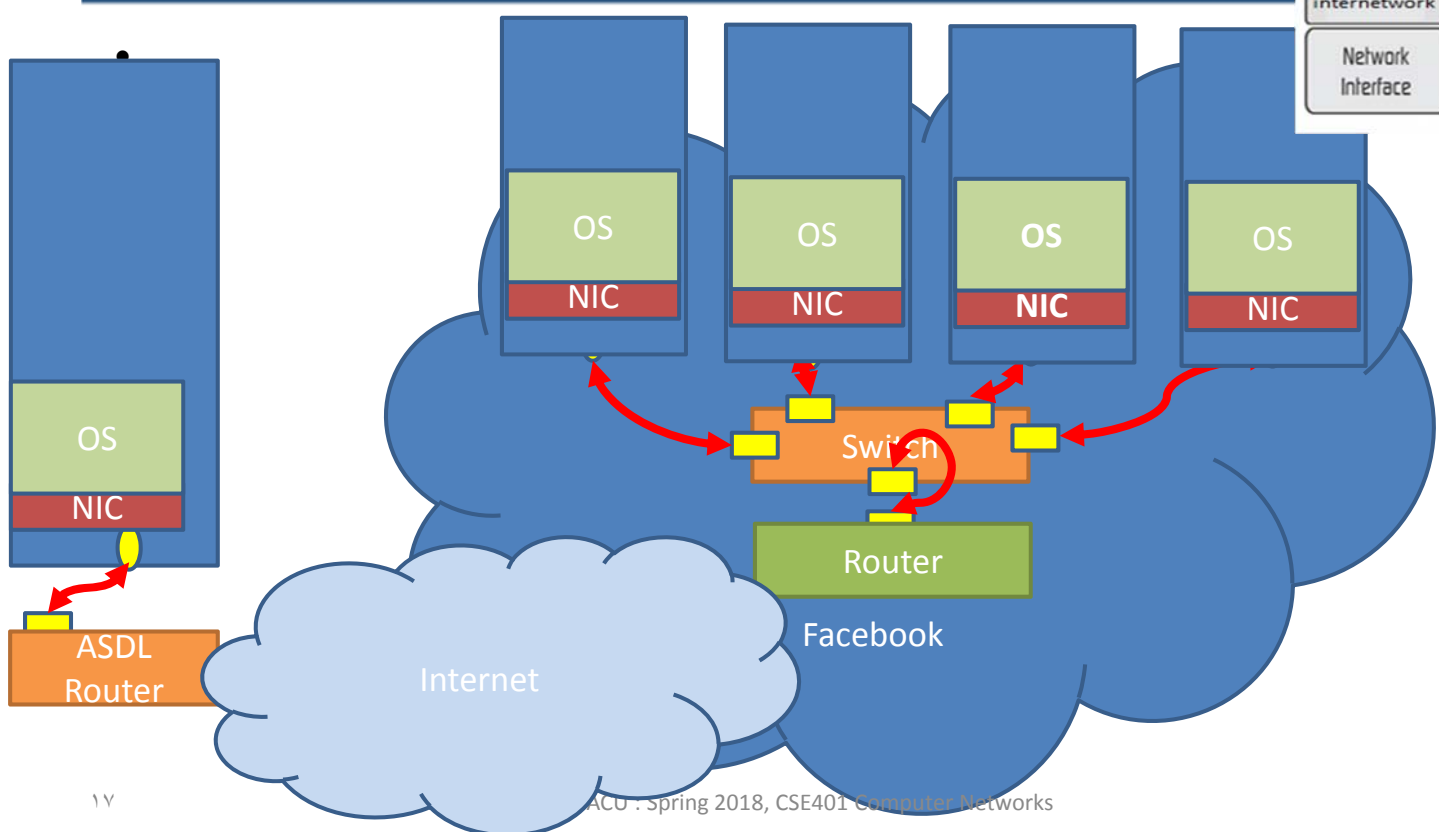 internetwork
Network
Interface
OS
NIC
OS
NIC
OS
NIC
OS
NIC
OS
NIC
Switch
Router
Facebook
ASDL
Router
Internet
١٧
ACU : Spring 2018, CSE401 Computer Networks